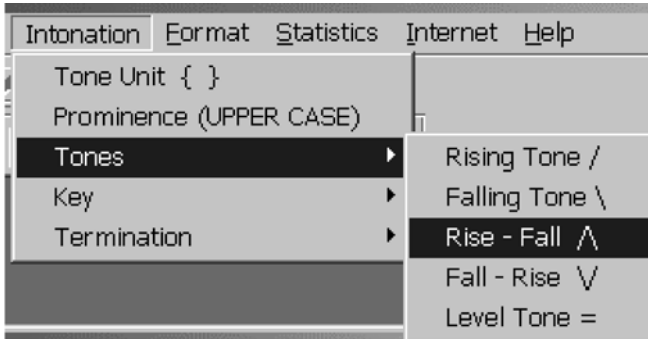 Intonation Format Statistics Internet Help
Tone Unit { }
Prominence (UPPER CASE)
Tones
Key
Termination
Rising Tone /
Falling Tone \
Rise - Fall /\
Fall - Rise \/
Level Tone =